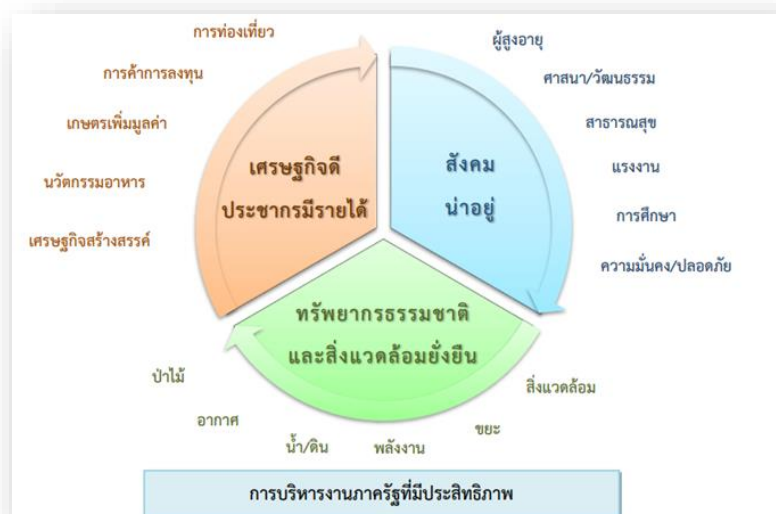 การท่องเที่ยว
การค้าการลงทุน
เกษตรเพิ่มมูลค่า
นวัตกรรมอาหาร
เศรษฐกิจสร้างสรรค์
เศรษฐกิจดี
ประชากรมีรายได้
สังคม
น่าอยู่
ผู้สูงอายุ
ศาสนา/วัฒนธรรม
สาธารณสุข
แรงงาน
การศึกษา
ความมั่นคง/ปลอดภัย
ทรัพยากรธรรมชาติ
และสิ่งแวดล้อมยั่งยืน
ป่าไม้
อากาศ
น้ำ/ดิน
พลังงาน
ขยะ
สิ่งแวดล้อม
การบริหารงานภาครัฐที่มีประสิทธิภาพ